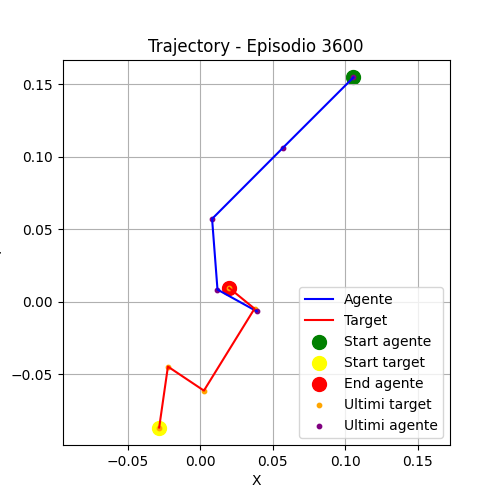 Trajectory - Episodio 3600
0.15
0.10
0.05
0.00
−0.05
−0.05
0.00
0.05
0.10
0.15
X
Agente
Target
Start agente
Start target
End agente
Ultimi target
Ultimi agente